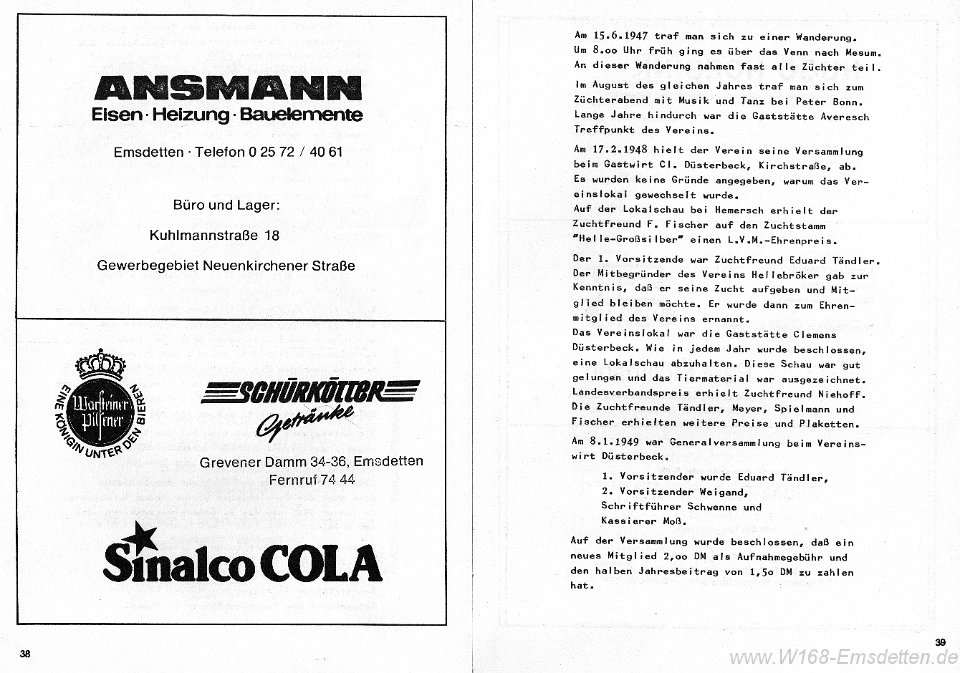 ANSMANN
Eisen · Heizung · Bauelemente
Emsdetten · Telefon 0 25 72 / 40 61
Büro und Lager:
Kuhlmannstraße 18
Gewerbegebiet Neuenkirchener Straße
Warsteiner
Pilsener
EINE KÖNIGIN UNTER DEN BIEREN
SCHÜRKÖTTER
Getränke
Grevener Damm 34-36, Emsdetten
Fernruf 74 44
Sinalco COLA
38
Am 15.6.1947 traf man sich zu einer Wanderung.
Um 8.oo Uhr früh ging es über das Venn nach Mesum.
An dieser Wanderung nahmen fast alle Züchter teil.
Im August des gleichen Jahres traf man sich zum
Züchterabend mit Musik und Tanz bei Peter Bonn.
Lange Jahre hindurch war die Gaststätte Averesch
Treffpunkt des Vereins.
Am 17.2.1948 hielt der Verein seine Versammlung
beim Gastwirt Cl. Düsterbeck, Kirchstraße, ab.
Es wurden keine Gründe angegeben, warum das Ver-
einslokal gewechselt wurde.
Auf der Lokalschau bei Hemersch erhielt der
Zuchtfreund F. Fischer auf den Zuchtstamm
"Helle-Großsilber" einen L.V.M.-Ehrenpreis.
Der 1. Vorsitzende war Zuchtfreund Eduard Tändler.
Der Mitbegründer des Vereins Hellebröker gab zur
Kenntnis, daß er seine Zucht aufgeben und Mit-
glied bleiben möchte. Er wurde dann zum Ehren-
mitglied des Vereins ernannt.
Das Vereinslokal war die Gaststätte Clemens
Düsterbeck. Wie in jedem Jahr wurde beschlossen,
eine Lokalschau abzuhalten. Diese Schau war gut
gelungen und das Tiermaterial war ausgezeichnet.
Landesverbandspreis erhielt Zuchtfreund Niehoff.
Die Zuchtfreunde Tändler, Meyer, Spielmann und
Fischer erhielten weitere Preise und Plaketten.
Am 8.1.1949 war Generalversammlung beim Vereins-
wirt Düsterbeck.
1. Vorsitzender wurde Eduard Tändler,
2. Vorsitzender Weigand,
Schriftführer Schwenne und
Kassierer Moß.
Auf der Versammlung wurde beschlossen, daß ein
neues Mitglied 2,oo DM als Aufnahmegebühr und
den halben Jahresbeitrag von 1,5o DM zu zahlen
hat.
39
www.W168-Emsdetten.de